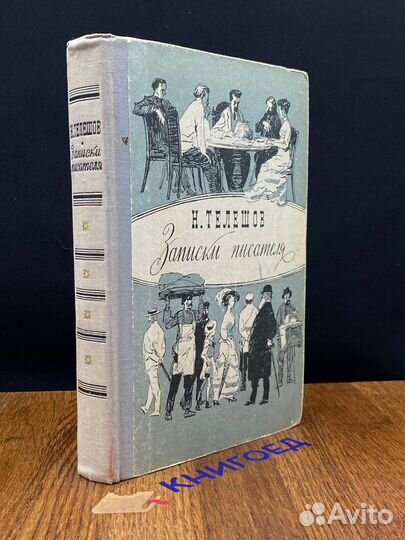 Н. ТЕЛЕШОВ
Записки
писателя
Н. ТЕЛЕШОВ
Записки писателя
КНИГОЕД
Avito